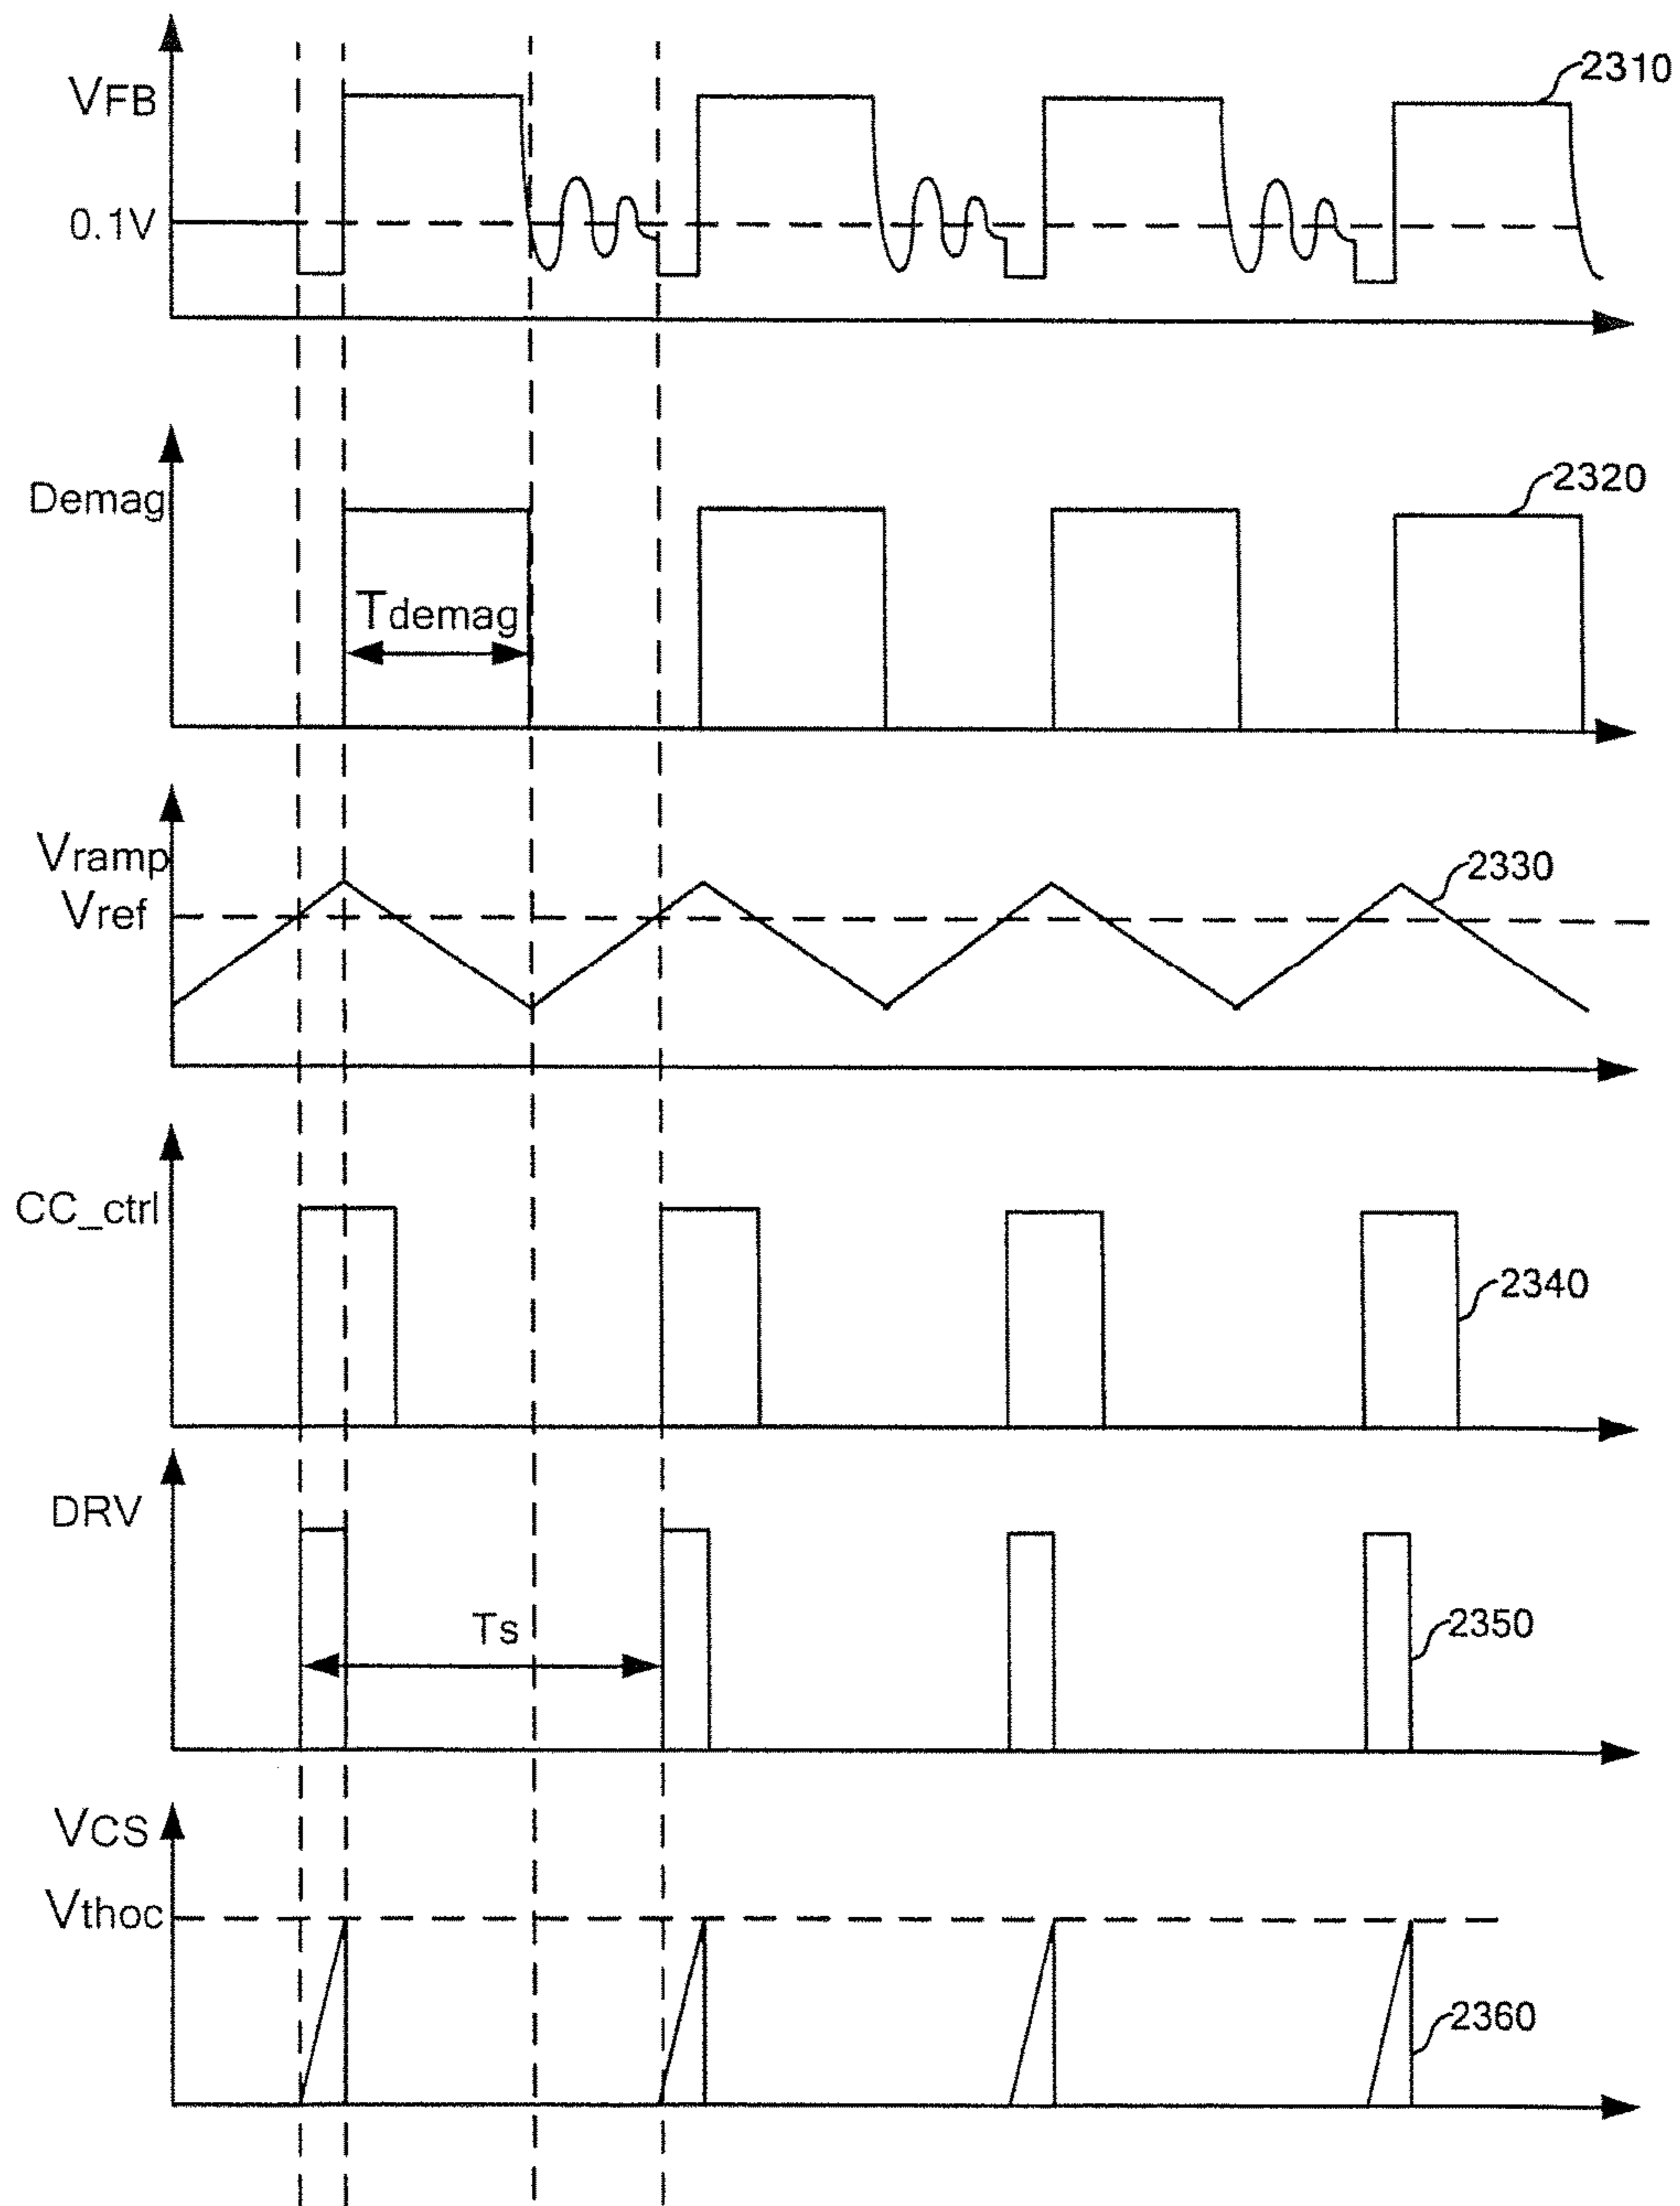 2310
VFB
0.1V
2320
Demag
Tdemag
Vramp
2330
Vref
CC_ctrl
2340
DRV
2350
Ts
VCS
Vthoc
2360